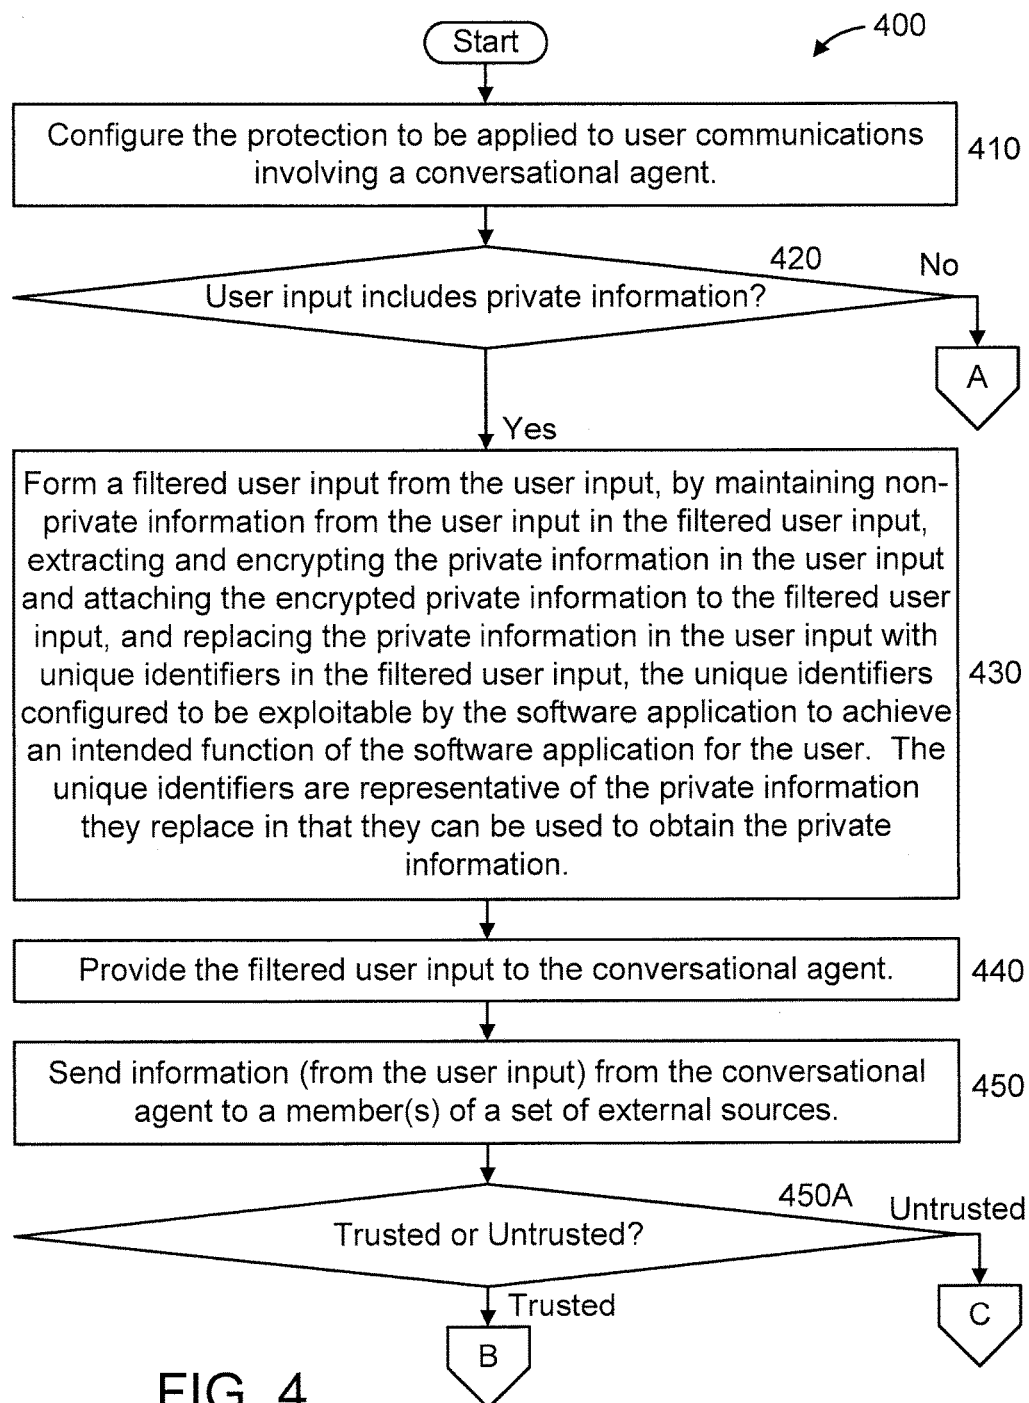 400
Start
Configure the protection to be applied to user communications
involving a conversational agent.
410
420
No
User input includes private information?
A
Yes
Form a filtered user input from the user input, by maintaining non-
private information from the user input in the filtered user input,
extracting and encrypting the private information in the user input
and attaching the encrypted private information to the filtered user
input, and replacing the private information in the user input with
unique identifiers in the filtered user input, the unique identifiers
configured to be exploitable by the software application to achieve
an intended function of the software application for the user. The
unique identifiers are representative of the private information
they replace in that they can be used to obtain the private
information.
430
Provide the filtered user input to the conversational agent.
440
Send information (from the user input) from the conversational
agent to a member(s) of a set of external sources.
450
450A
Untrusted
Trusted or Untrusted?
Trusted
C
B
FIG. 4